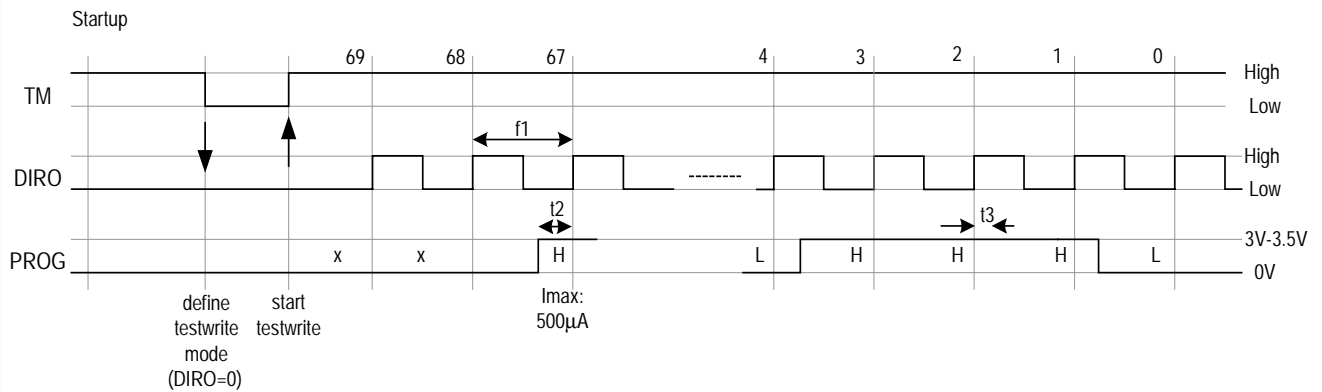 Startup
69 68 67 4 3 2 1 0
TM High
Low
f1
DIRO High
Low
t2 t3
PROG x x H L H H H L 3V-3.5V
0V
define testwrite mode (DIRO=0)
start testwrite
Imax: 500µA